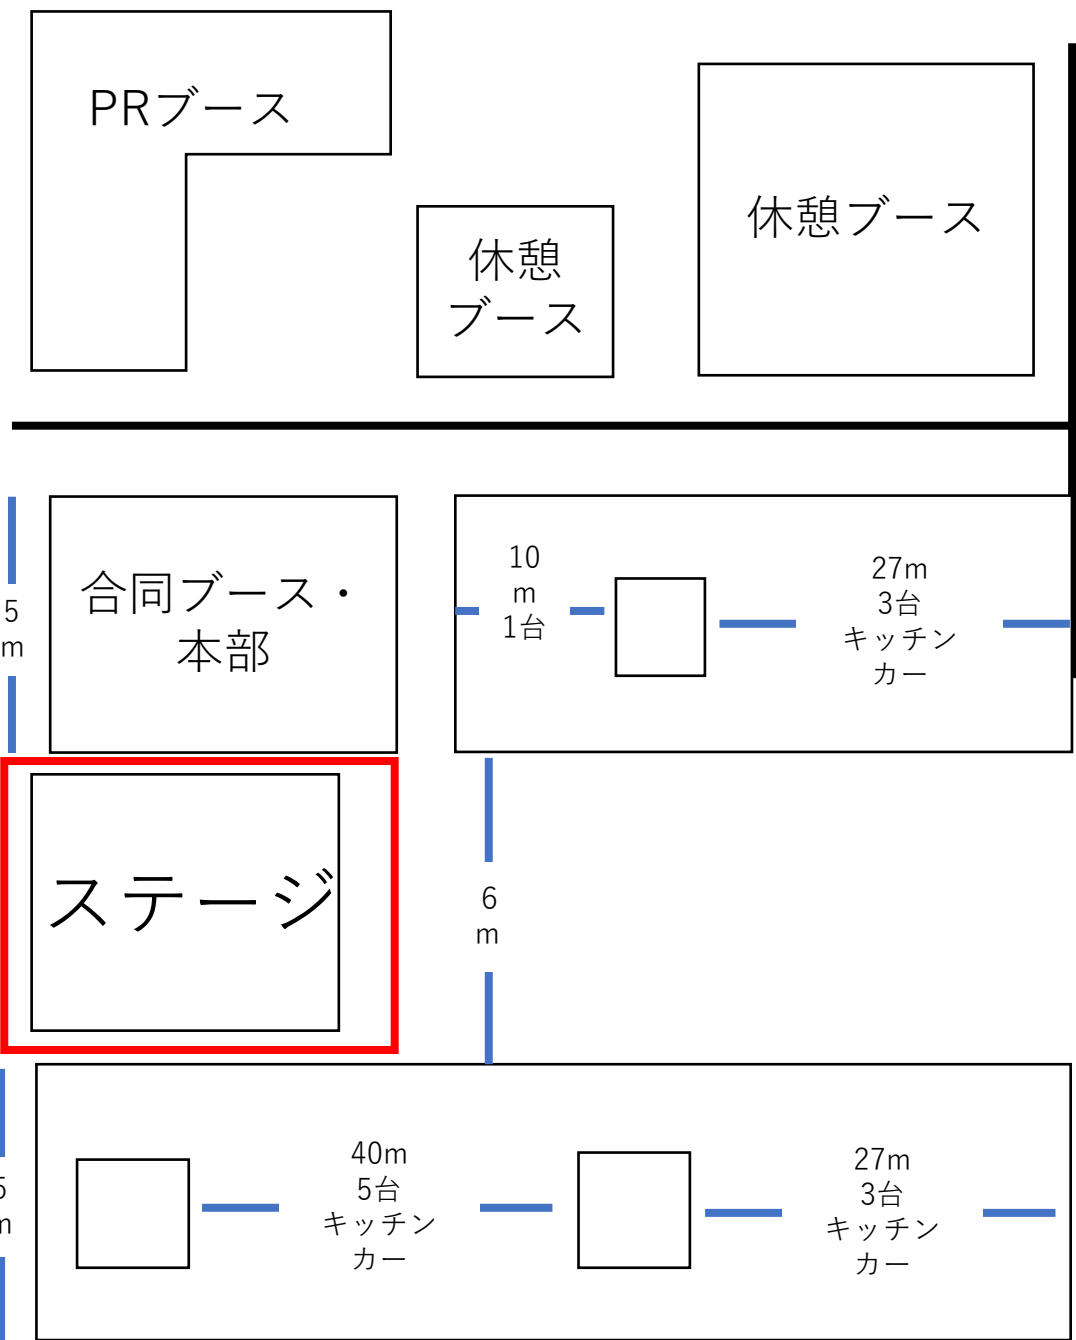 PRブース
休憩ブース
休憩
ブース
合同ブース・
本部
5
m
10
m
1台
27m
3台
キッチン
カー
ステージ
6
m
5
m
40m
5台
キッチン
カー
27m
3台
キッチン
カー